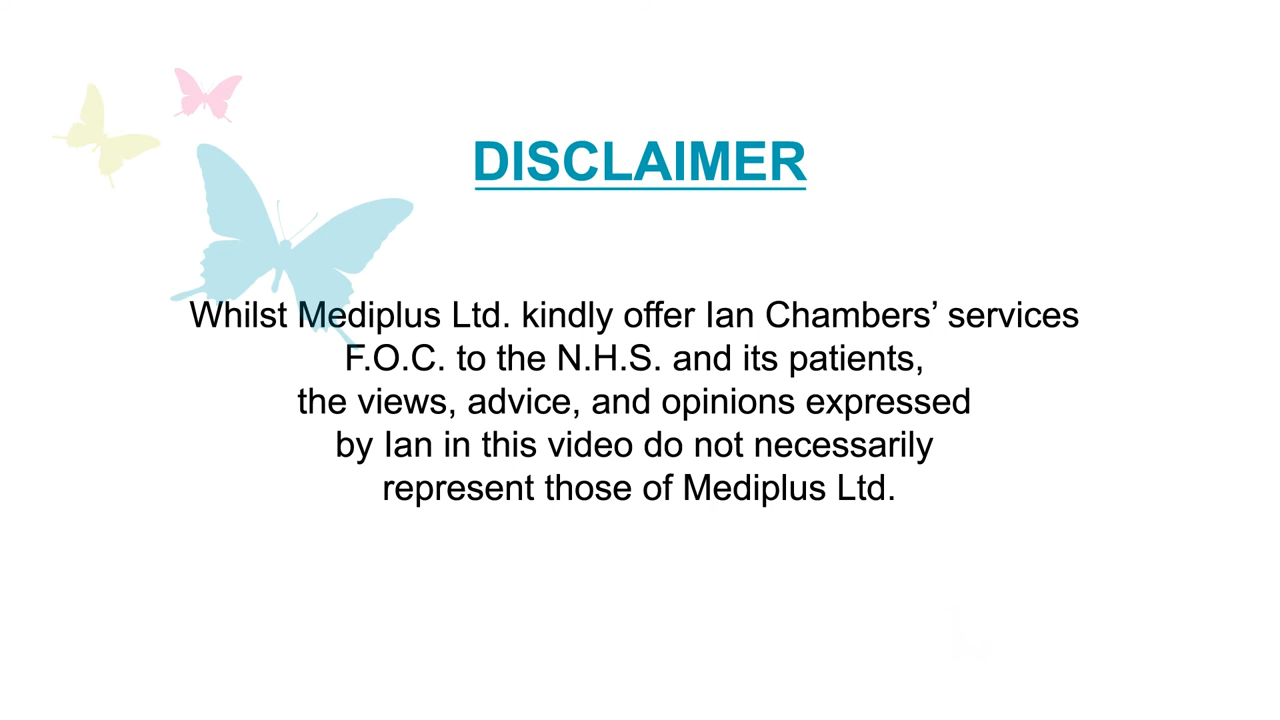 DISCLAIMER
Whilst Mediplus Ltd. kindly offer Ian Chambers’ services
F.O.C. to the N.H.S. and its patients,
the views, advice, and opinions expressed
by Ian in this video do not necessarily
represent those of Mediplus Ltd.